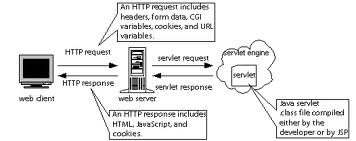 An HTTP request includes
headers, form data, CGI
variables, cookies, and URL
variables.
HTTP request
servlet request
servlet engine
servlet
HTTP response
servlet response
web client
web server
An HTTP response includes
HTML, JavaScript, and
cookies.
Java servlet
.class file compiled
either by the
developer or by JSP